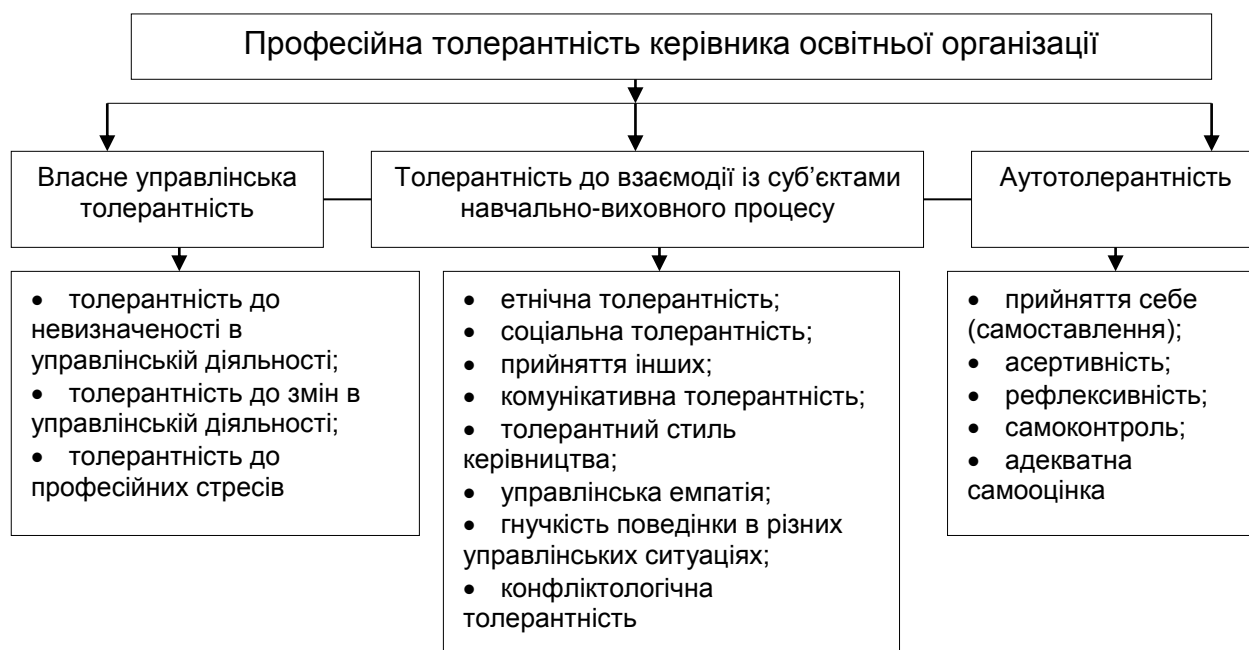 Професійна толерантність керівника освітньої організації
Власне управлінська
толерантність
Толерантність до взаємодії із суб’єктами
навчально-виховного процесу
Аутотолерантність
• толерантність до
невизначеності в
управлінській діяльності;
• толерантність до змін в
управлінській діяльності;
• толерантність до
професійних стресів
• етнічна толерантність;
• соціальна толерантність;
• прийняття інших;
• комунікативна толерантність;
• толерантний стиль
керівництва;
• управлінська емпатія;
• гнучкість поведінки в різних
управлінських ситуаціях;
• конфліктологічна
толерантність
• прийняття себе
(самоставлення);
• асертивність;
• рефлексивність;
• самоконтроль;
• адекватна
самооцінка